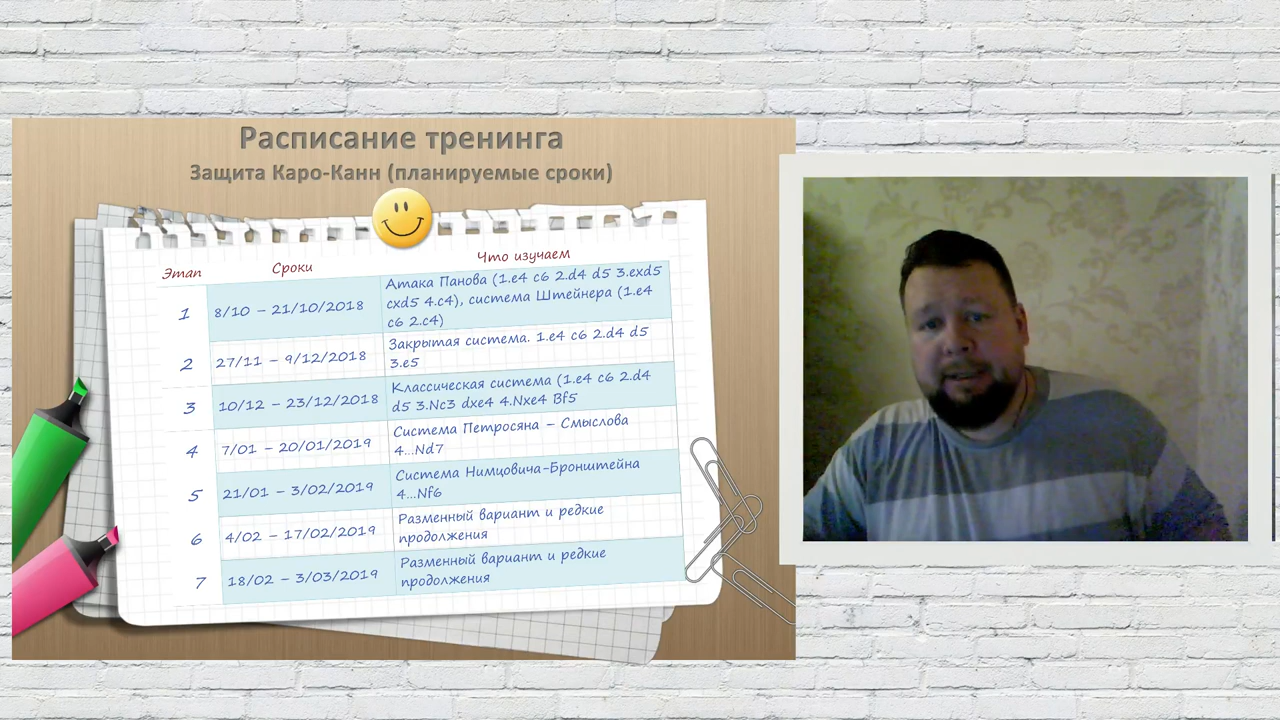 Расписание тренинга
Защита Каро-Канн (планируемые сроки)
Этап Сроки Что изучаем
1 8/10 – 21/10/2018 Атака Панова (1.e4 c6 2.d4 d5 3.exd5
cxd5 4.c4), система Штейнера (1.e4
c6 2.c4)
2 27/11 – 9/12/2018 Закрытая система. 1.e4 c6 2.d4 d5
3.e5
3 10/12 – 23/12/2018 Классическая система (1.e4 c6 2.d4
d5 3.Nc3 dxe4 4.Nxe4 Bf5
4 7/01 – 20/01/2019 Система Петросяна – Смыслова
4...Nd7
5 21/01 – 3/02/2019 Система Нимцовича-Бронштейна
4...Nf6
6 4/02 – 17/02/2019 Разменный вариант и редкие
продолжения
7 18/02 – 3/03/2019 Разменный вариант и редкие
продолжения